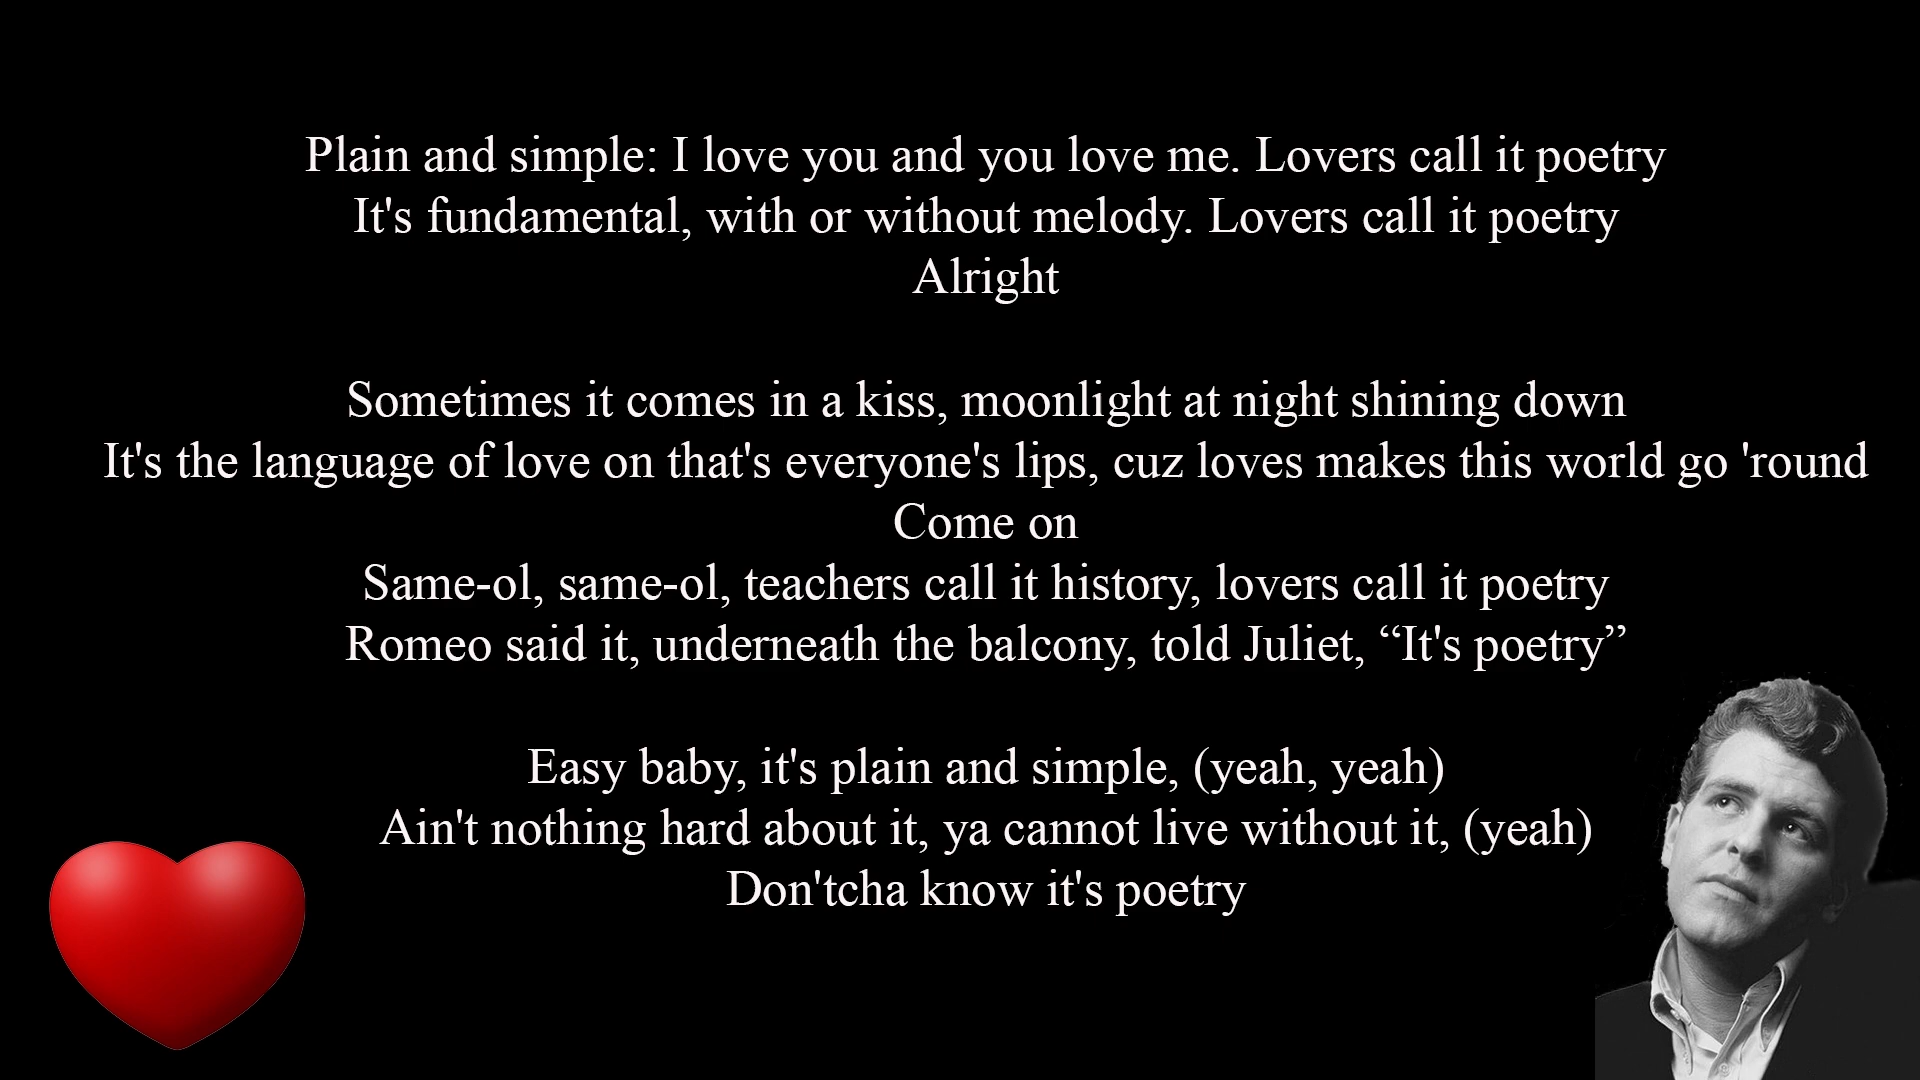 Plain and simple: I love you and you love me. Lovers call it poetry
It's fundamental, with or without melody. Lovers call it poetry
Alright
Sometimes it comes in a kiss, moonlight at night shining down
It's the language of love on that's everyone's lips, cuz loves makes this world go 'round
Come on
Same-ol, same-ol, teachers call it history, lovers call it poetry
Romeo said it, underneath the balcony, told Juliet, “It's poetry”
Easy baby, it's plain and simple, (yeah, yeah)
Ain't nothing hard about it, ya cannot live without it, (yeah)
Don'tcha know it's poetry